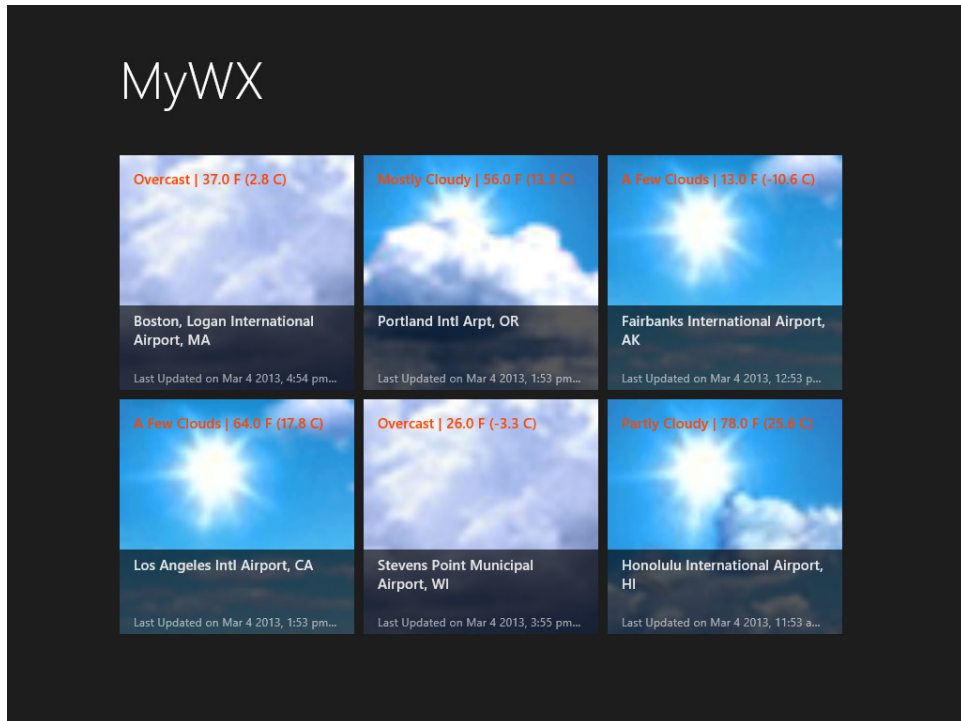 MyWX
Overcast | 37.0 F (2.8 C)
Boston, Logan International
Airport, MA
Last Updated on Mar 4 2013, 4:54 pm...
Mostly Cloudy | 56.0 F (13.3 C)
Portland Intl Arpt, OR
Last Updated on Mar 4 2013, 1:53 pm...
A Few Clouds | 13.0 F (-10.6 C)
Fairbanks International Airport,
AK
Last Updated on Mar 4 2013, 12:53 p...
A Few Clouds | 64.0 F (17.8 C)
Los Angeles Intl Airport, CA
Last Updated on Mar 4 2013, 1:53 pm...
Overcast | 26.0 F (-3.3 C)
Stevens Point Municipal
Airport, WI
Last Updated on Mar 4 2013, 3:55 pm...
Partly Cloudy | 78.0 F (25.6 C)
Honolulu International Airport,
HI
Last Updated on Mar 4 2013, 11:53 a...